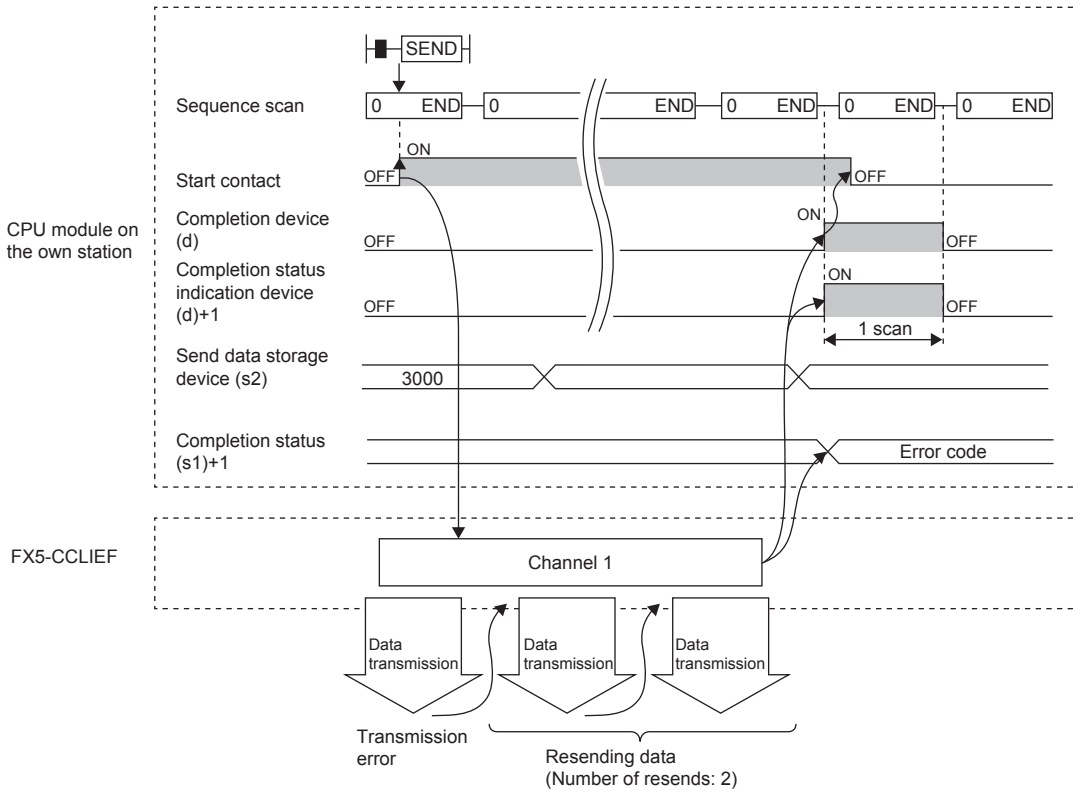 SEND
Sequence scan
0 END 0 END 0 END 0 END 0 END
ON
Start contact
OFF
OFF
CPU module on
the own station
Completion device
(d)
ON
OFF
OFF
Completion status
indication device
(d)+1
ON
OFF
OFF
1 scan
Send data storage
device (s2)
3000
Completion status
(s1)+1
Error code
FX5-CCLIEF
Channel 1
Data
transmission
Data
transmission
Data
transmission
Transmission
error
Resending data
(Number of resends: 2)